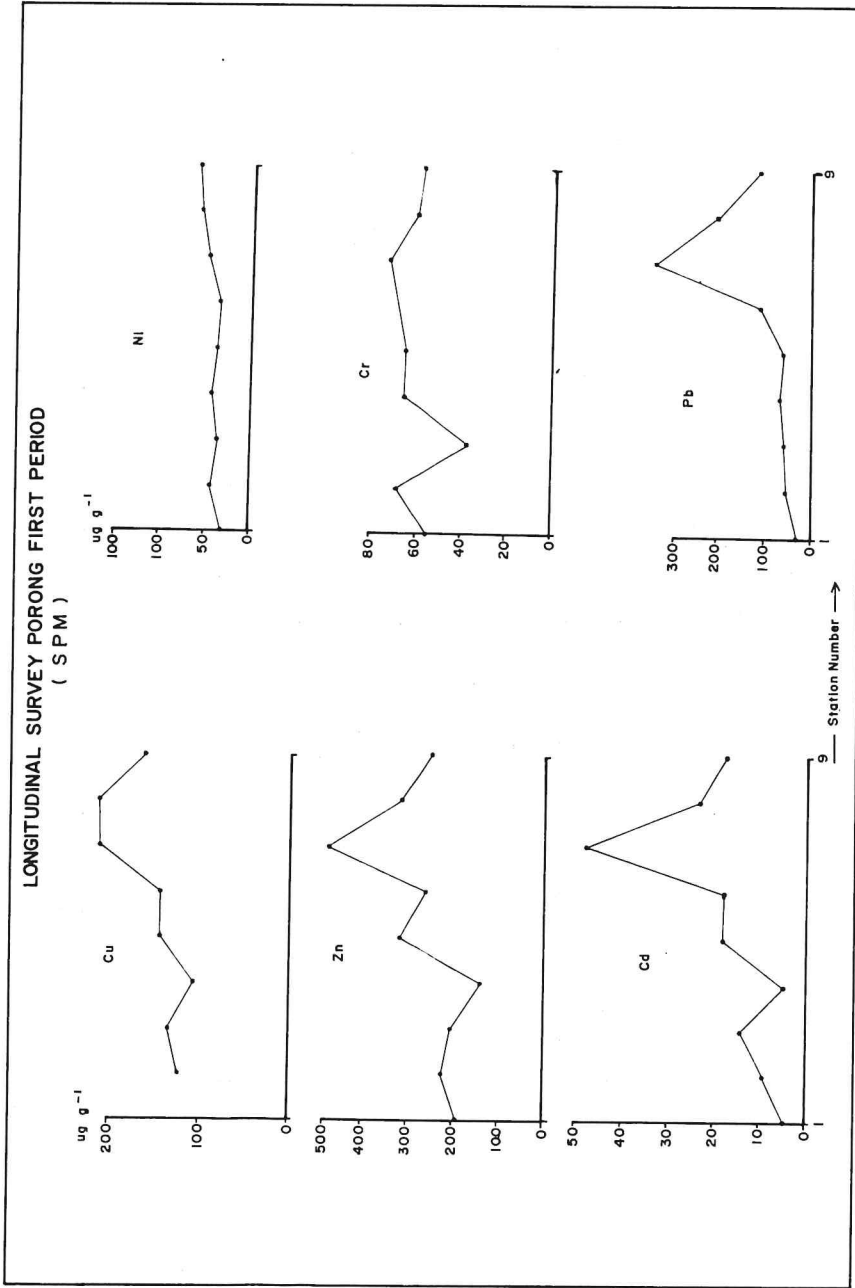 LONGITUDINAL SURVEY PORONG FIRST PERIOD
( S P M )
ug g⁻¹
200
100
0
Cu
ug g⁻¹
100
100
50
0
Ni
500
400
300
200
100
0
Zn
80
60
40
20
0
Cr
50
40
30
20
10
0
Cd
1
9
300
200
100
0
Pb
1
9
Station Number →